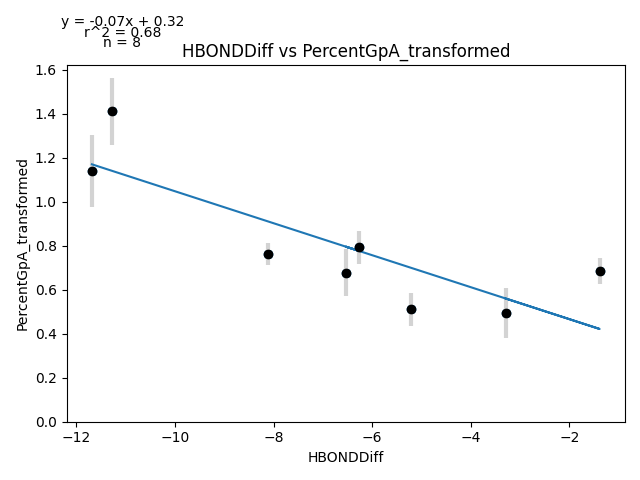 y = -0.07x + 0.32
r^2 = 0.68
n = 8
HBONDDiff vs PercentGpA_transformed
PercentGpA_transformed
1.6
1.4
1.2
1.0
0.8
0.6
0.4
0.2
0.0
−12
−10
−8
−6
−4
−2
HBONDDiff